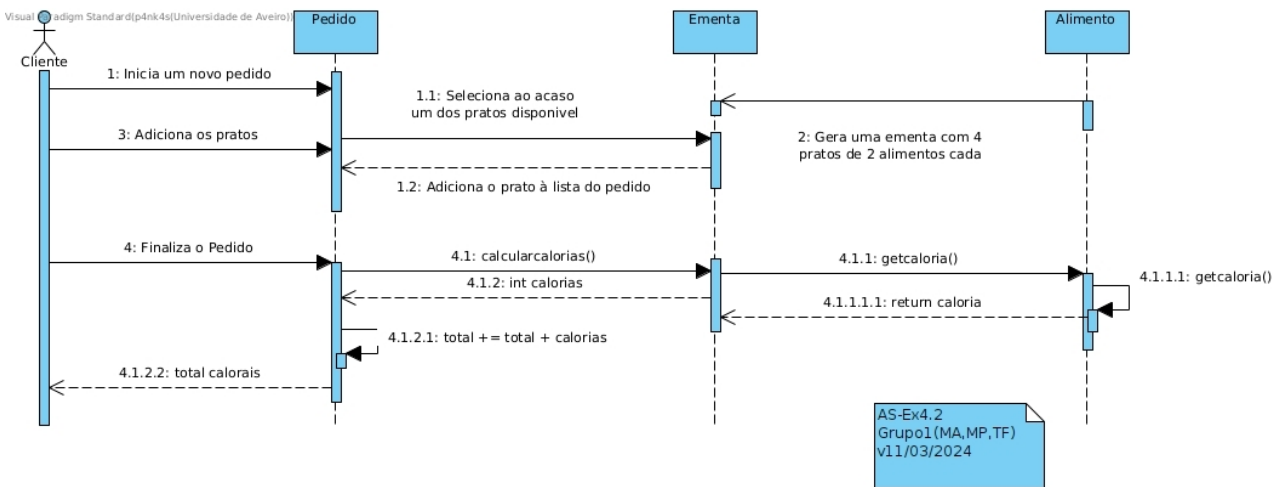 Visual Paradigm Standard(p4nk4s(Universidade de Aveiro))
Cliente
Pedido
Ementa
Alimento
1: Inicia um novo pedido
1.1: Seleciona ao acaso
um dos pratos disponivel
3: Adiciona os pratos
2: Gera uma ementa com 4
pratos de 2 alimentos cada
1.2: Adiciona o prato à lista do pedido
4: Finaliza o Pedido
4.1: calcularcalorias()
4.1.1: getcaloria()
4.1.1.1: getcaloria()
4.1.2: int calorias
4.1.1.1.1: return caloria
4.1.2.1: total += total + calorias
4.1.2.2: total calorais
AS-Ex4.2
Grupo1(MA,MP,TF)
v11/03/2024